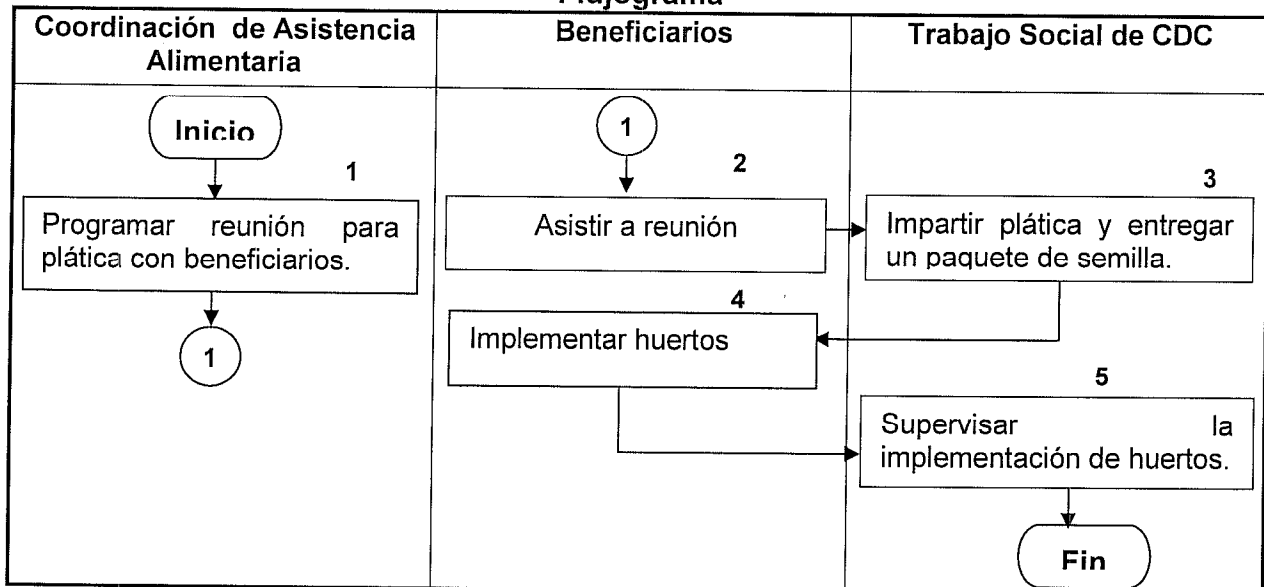 Coordinación de Asistencia
Alimentaria
Beneficiarios
Trabajo Social de CDC
Inicio
1
1
Programar reunión para
plática con beneficiarios.
1
2
Asistir a reunión
3
Impartir plática y entregar
un paquete de semilla.
4
Implementar huertos
5
Supervisar la
implementación de huertos.
Fin